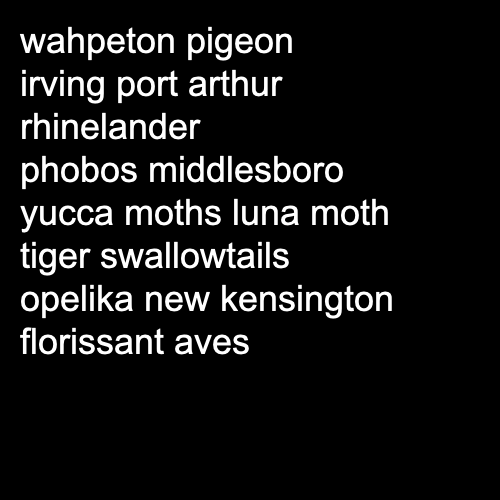 wahpeton pigeon
irving port arthur
rhinelander
phobos middlesboro
yucca moths luna moth
tiger swallowtails
opelika new kensington
florissant aves